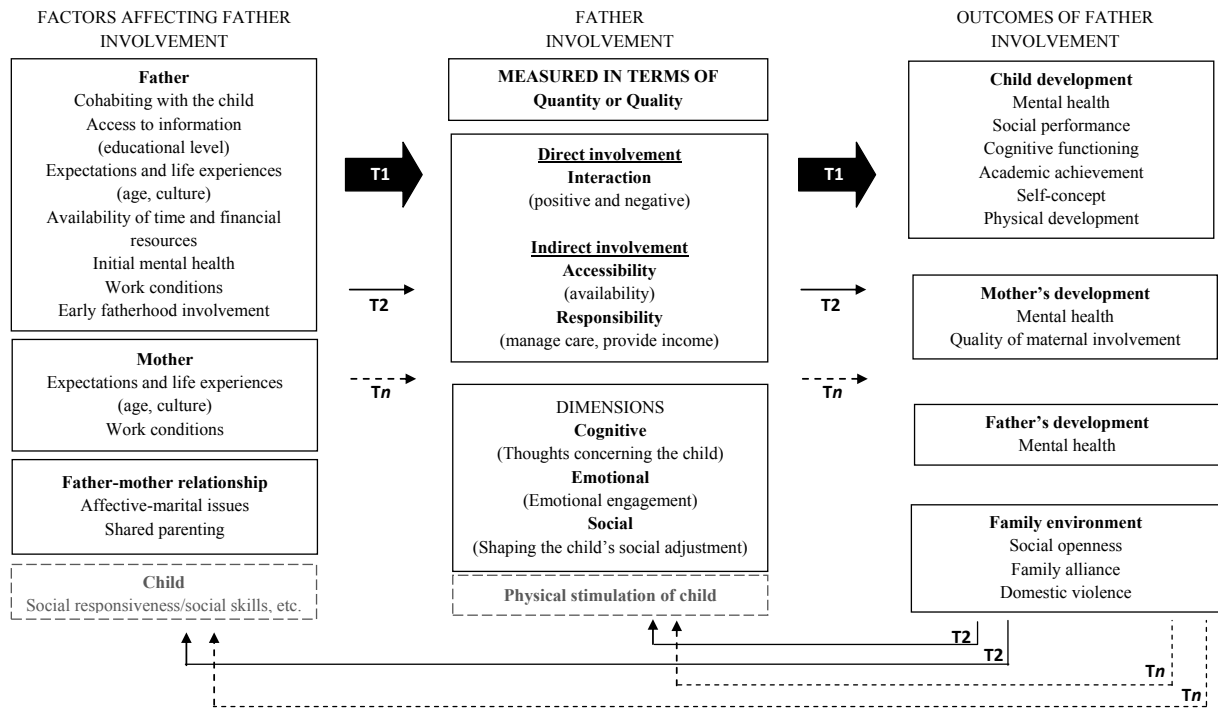 FACTORS AFFECTING FATHER
INVOLVEMENT
Father
Cohabiting with the child
Access to information
(educational level)
Expectations and life experiences
(age, culture)
Availability of time and financial
resources
Initial mental health
Work conditions
Early fatherhood involvement
Mother
Expectations and life experiences
(age, culture)
Work conditions
Father-mother relationship
Affective-marital issues
Shared parenting
Child
Social responsiveness/social skills, etc.
T1
T2
Tn
FATHER
INVOLVEMENT
MEASURED IN TERMS OF
Quantity or Quality
Direct involvement
Interaction
(positive and negative)
Indirect involvement
Accessibility
(availability)
Responsibility
(manage care, provide income)
DIMENSIONS
Cognitive
(Thoughts concerning the child)
Emotional
(Emotional engagement)
Social
(Shaping the child's social adjustment)
Physical stimulation of child
T1
T2
Tn
OUTCOMES OF FATHER
INVOLVEMENT
Child development
Mental health
Social performance
Cognitive functioning
Academic achievement
Self-concept
Physical development
Mother's development
Mental health
Quality of maternal involvement
Father's development
Mental health
Family environment
Social openness
Family alliance
Domestic violence
T2
T2
Tn
Tn